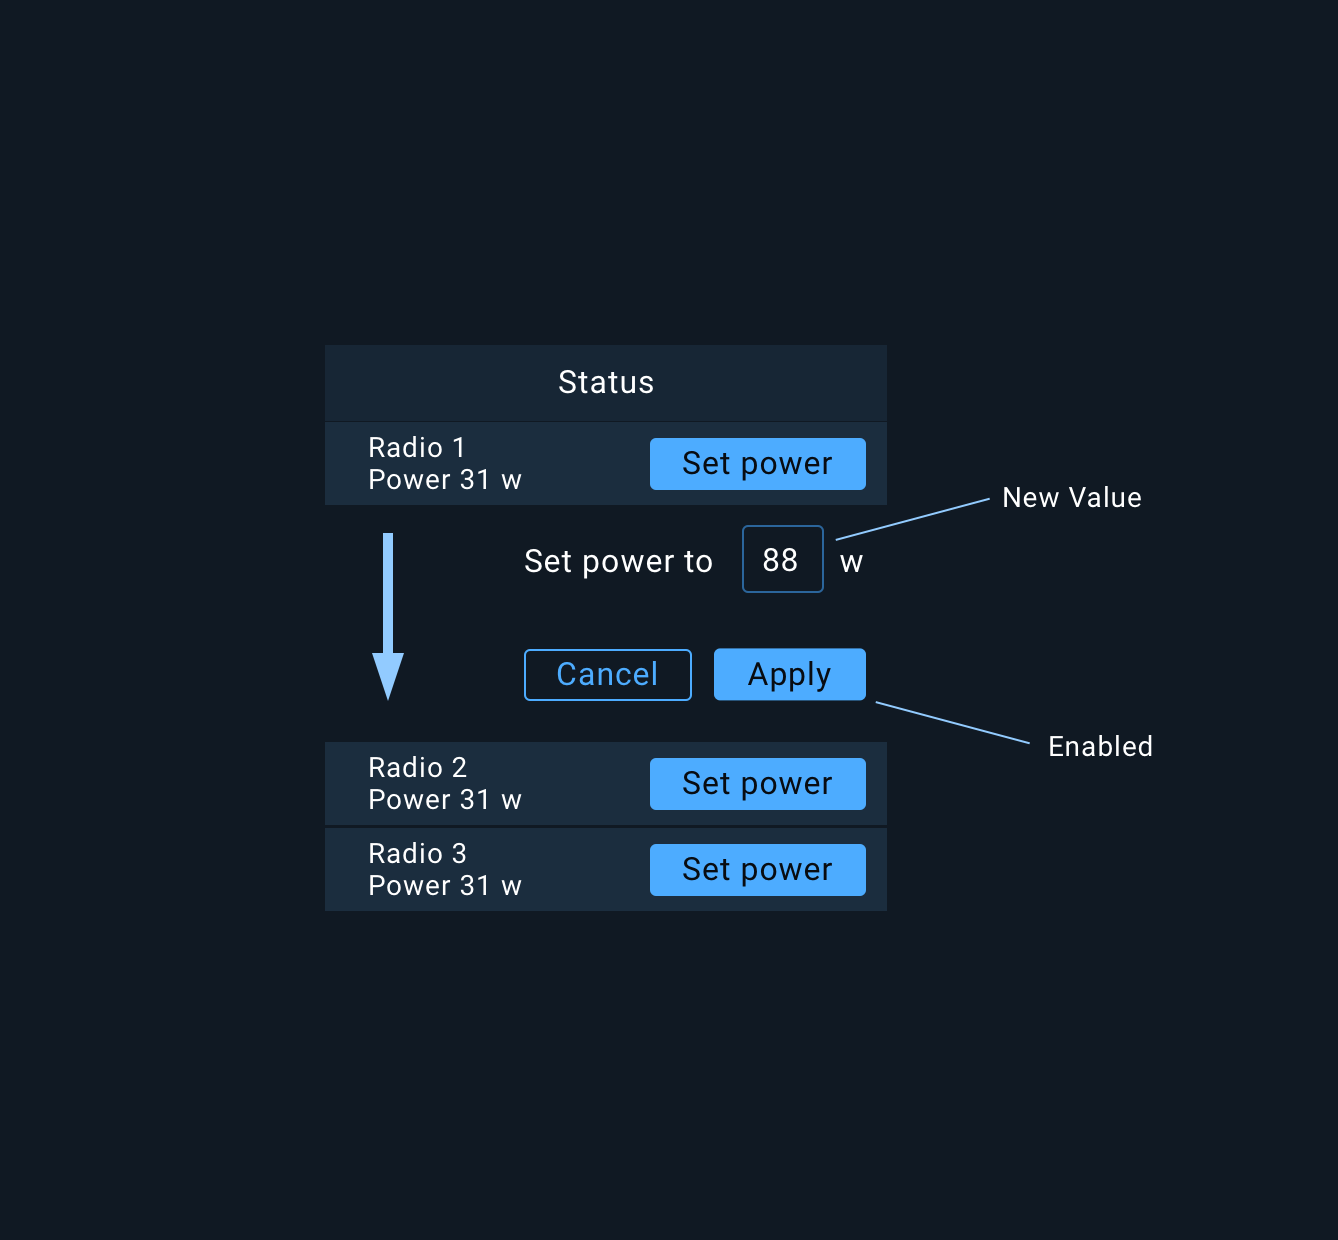 Status
Radio 1
Power 31 w
Set power
New Value
Set power to 88 w
Cancel
Apply
Enabled
Radio 2
Power 31 w
Set power
Radio 3
Power 31 w
Set power